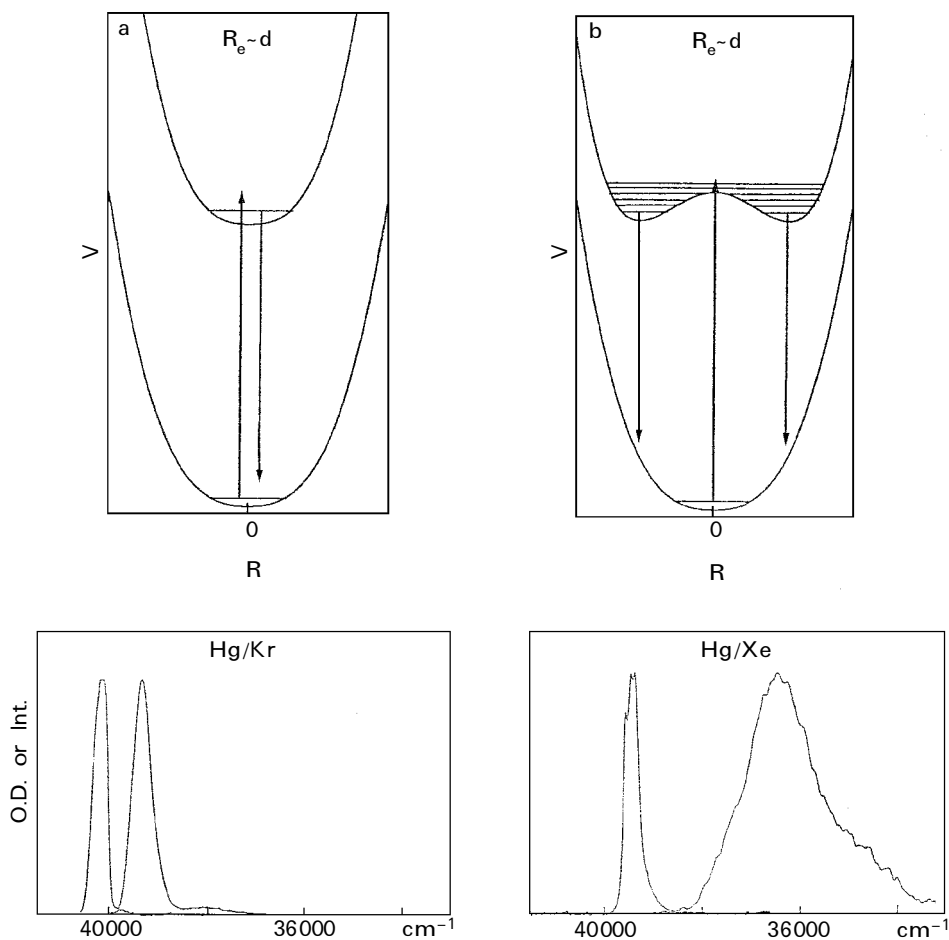 a
R_e~d
V
0
R
b
R_e~d
V
0
R
Hg/Kr
O.D. or Int.
40000
36000
cm⁻¹
Hg/Xe
40000
36000
cm⁻¹